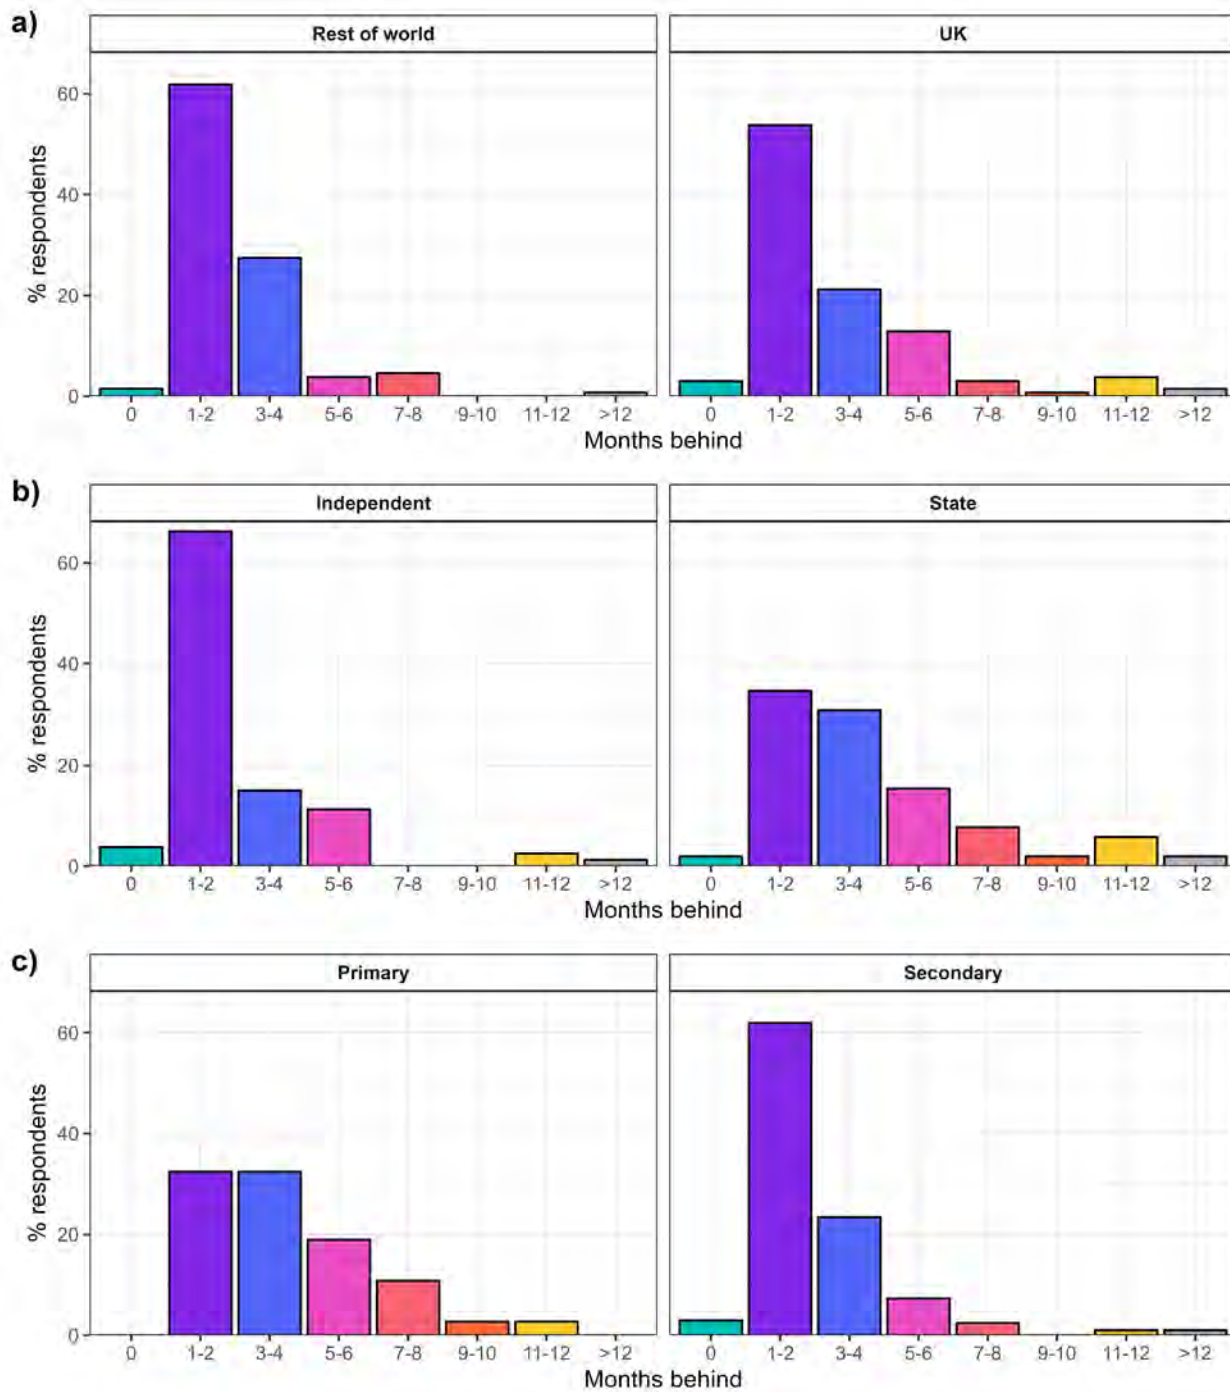 a)
Rest of world
UK
% respondents
60
40
20
0
0 1-2 3-4 5-6 7-8 9-10 11-12 >12
0 1-2 3-4 5-6 7-8 9-10 11-12 >12
Months behind
b)
Independent
State
% respondents
60
40
20
0
0 1-2 3-4 5-6 7-8 9-10 11-12 >12
0 1-2 3-4 5-6 7-8 9-10 11-12 >12
Months behind
c)
Primary
Secondary
% respondents
60
40
20
0
0 1-2 3-4 5-6 7-8 9-10 11-12 >12
0 1-2 3-4 5-6 7-8 9-10 11-12 >12
Months behind